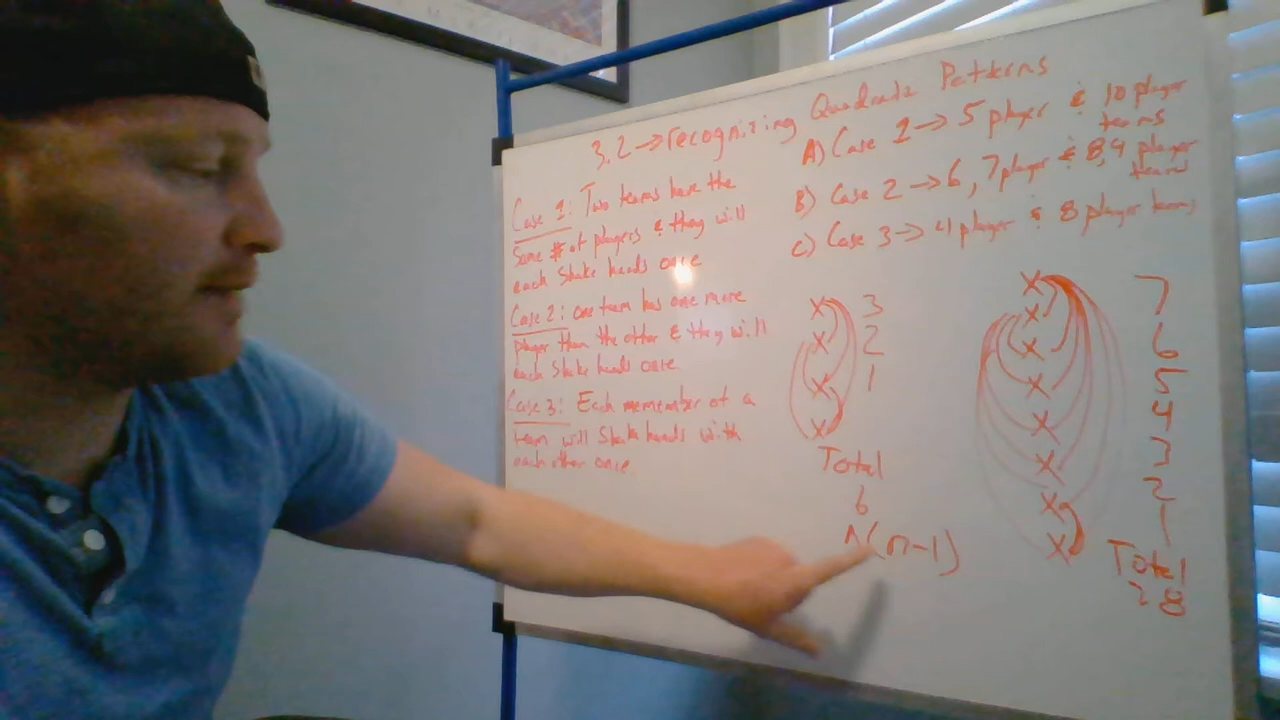 3.2 → recognizing Quadratc Patterns
Case 1: Two teams have the
Same # of players & they will
each Shake hands once
Case 2: one team has one more
player than the other & they will
each Shake hands once
Case 3: Each memember of a
team will Shake hands with
each other once
A) Case 1 → 5 player & 10 player
teams
B) Case 2 → 6, 7 player & 8,9 player
teams
C) Case 3 → 4 player & 8 player teams
x 3
x 2
x 1
x
Total
6
n(n-1)
x 7
x 6
x 5
x 4
x 3
x 2
x 1
x
Total
28